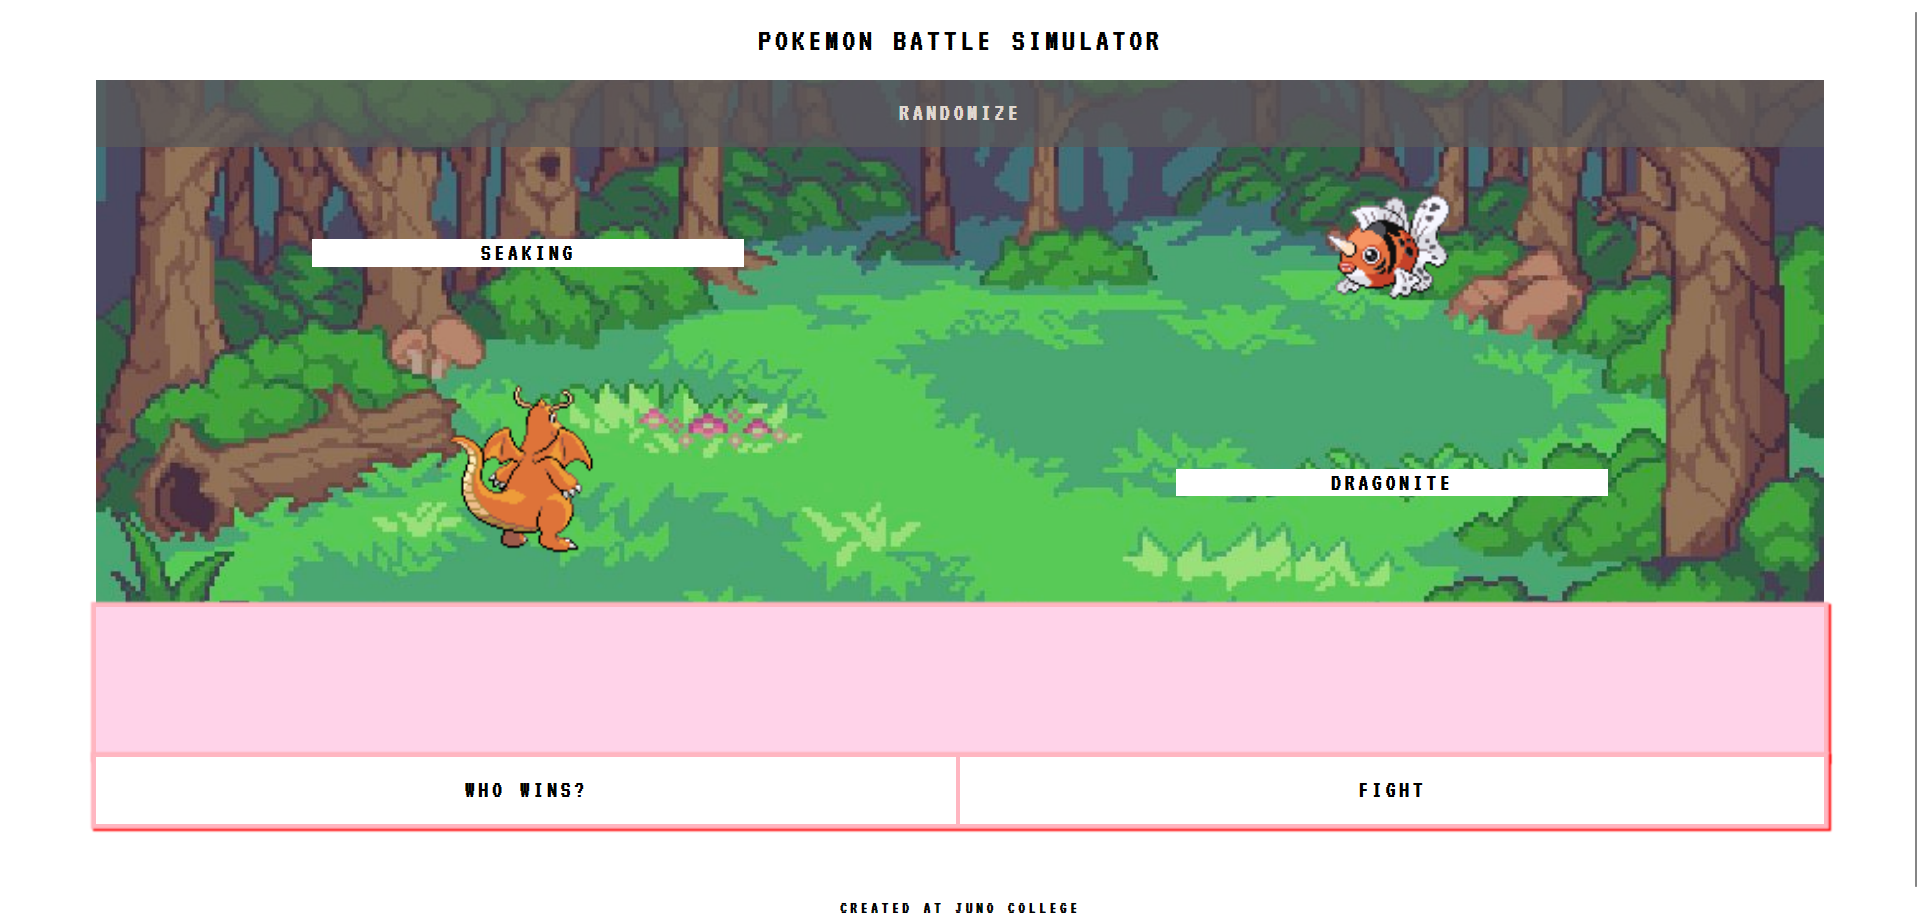 POKEMON BATTLE SIMULATOR
RANDOMIZE
SEAKING
DRAGONITE
WHO WINS?
FIGHT
CREATED AT JUNO COLLEGE